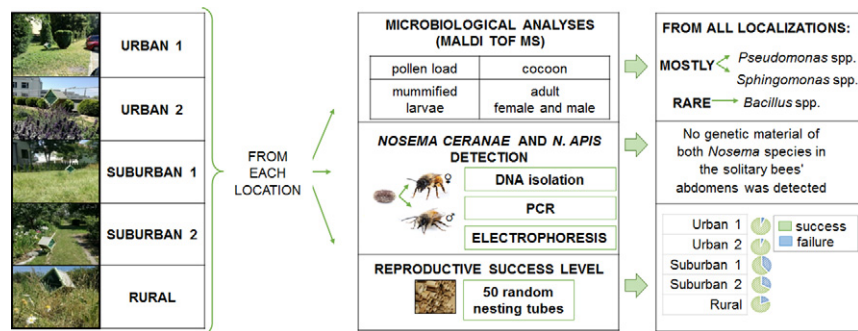 URBAN 1
URBAN 2
SUBURBAN 1
SUBURBAN 2
RURAL
FROM
EACH
LOCATION
MICROBIOLOGICAL ANALYSES
(MALDI TOF MS)
pollen load
cocoon
mummified
larvae
adult
female and male
NOSEMA CERANAE AND N. APIS
DETECTION
♀
♂
DNA isolation
PCR
ELECTROPHORESIS
REPRODUCTIVE SUCCESS LEVEL
50 random
nesting tubes
FROM ALL LOCALIZATIONS:
MOSTLY
Pseudomonas spp.
Sphingomonas spp.
RARE
Bacillus spp.
No genetic material of
both Nosema species in
the solitary bees'
abdomens was detected
Urban 1
Urban 2
Suburban 1
Suburban 2
Rural
success
failure